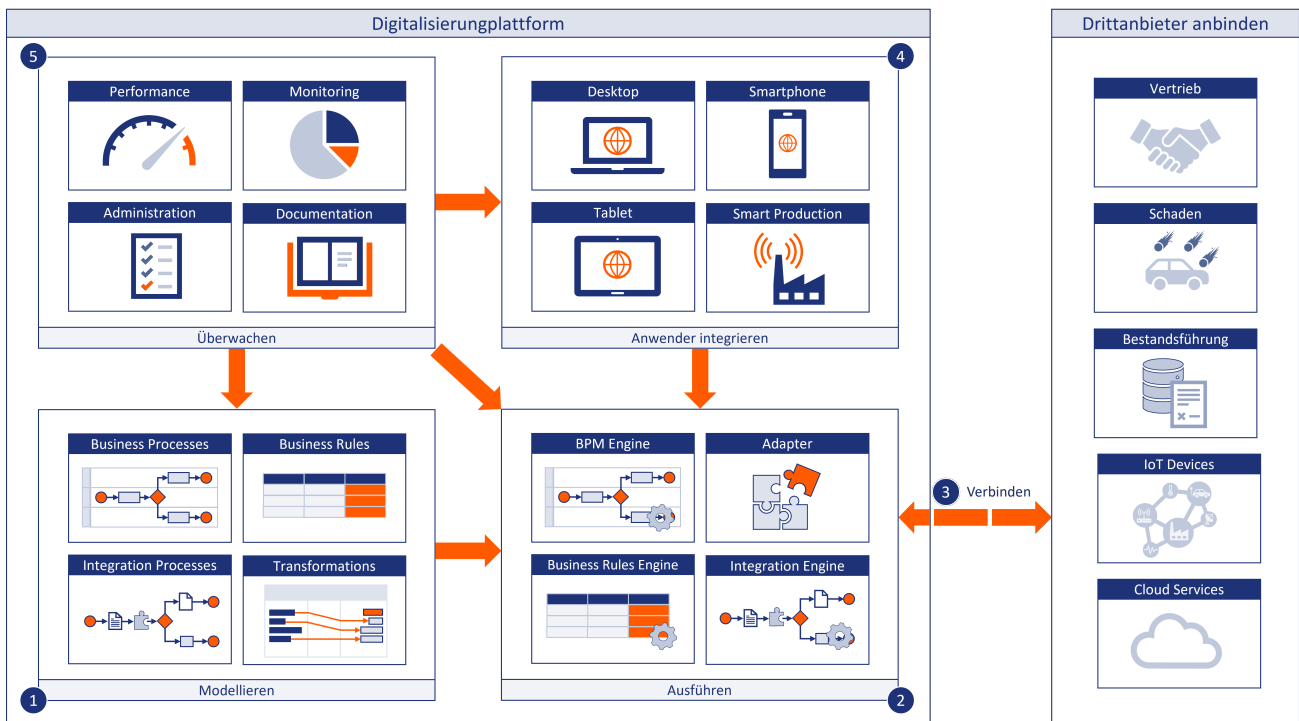 Digitalisierungplattform
5
Performance
Monitoring
Administration
Documentation
Überwachen
4
Desktop
Smartphone
Tablet
Smart Production
Anwender integrieren
Business Processes
Business Rules
Integration Processes
Transformations
1
Modellieren
BPM Engine
Adapter
Business Rules Engine
Integration Engine
Ausführen
2
3 Verbinden
Drittanbieter anbinden
Vertrieb
Schaden
Bestandsführung
IoT Devices
Cloud Services